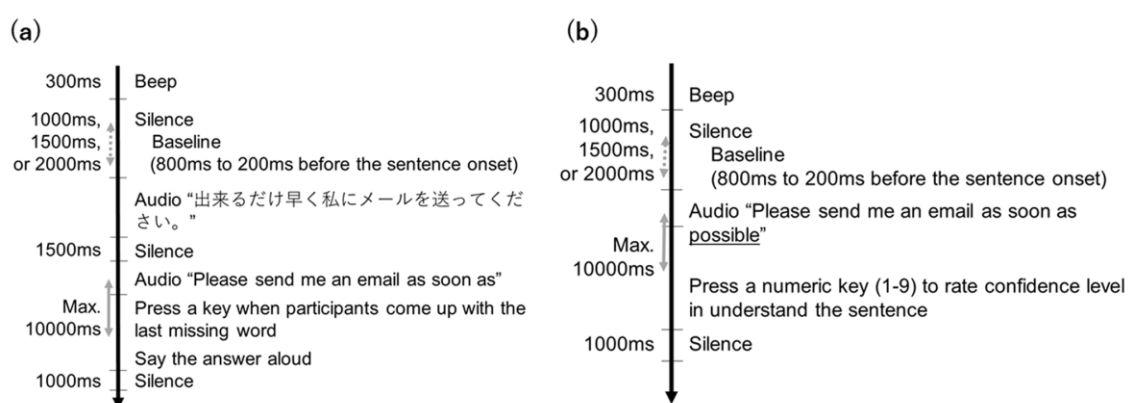 (a)
300ms Beep
1000ms, Silence
1500ms, Baseline
or 2000ms (800ms to 200ms before the sentence onset)
Audio “出来るだけ早く私にメールを送ってくだ
さい。”
1500ms Silence
Audio “Please send me an email as soon as”
Max. Press a key when participants come up with the
10000ms last missing word
Say the answer aloud
1000ms Silence
(b)
300ms Beep
1000ms, Silence
1500ms, Baseline
or 2000ms (800ms to 200ms before the sentence onset)
Audio “Please send me an email as soon as
possible”
Max.
10000ms
Press a numeric key (1-9) to rate confidence level
in understand the sentence
1000ms Silence